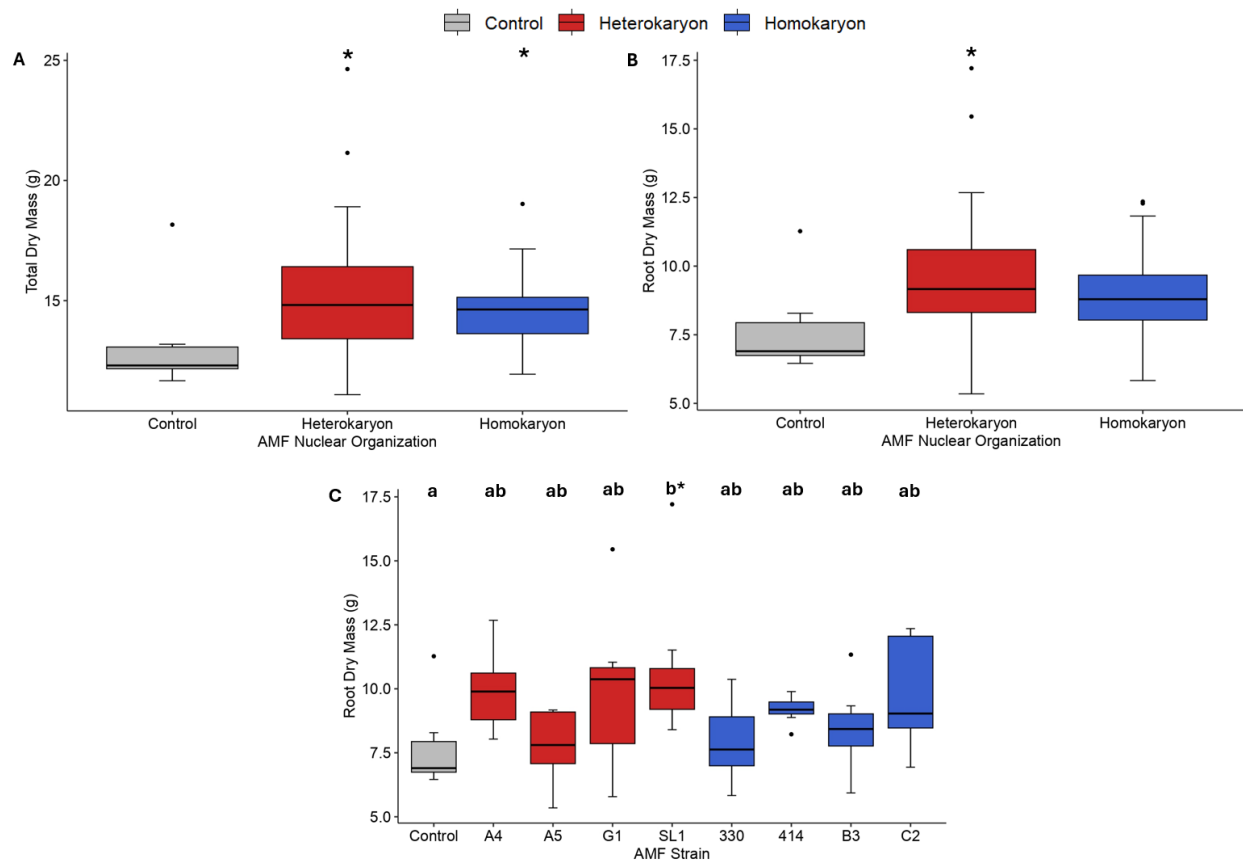 Control Heterokaryon Homokaryon
A
*
*
25
20
15
Total Dry Mass (g)
Control Heterokaryon Homokaryon
AMF Nuclear Organization
B
*
17.5
15.0
12.5
10.0
7.5
5.0
Root Dry Mass (g)
Control Heterokaryon Homokaryon
AMF Nuclear Organization
C
a ab ab ab b* ab ab ab ab
17.5
15.0
12.5
10.0
7.5
5.0
Root Dry Mass (g)
Control A4 A5 G1 SL1 330 414 B3 C2
AMF Strain